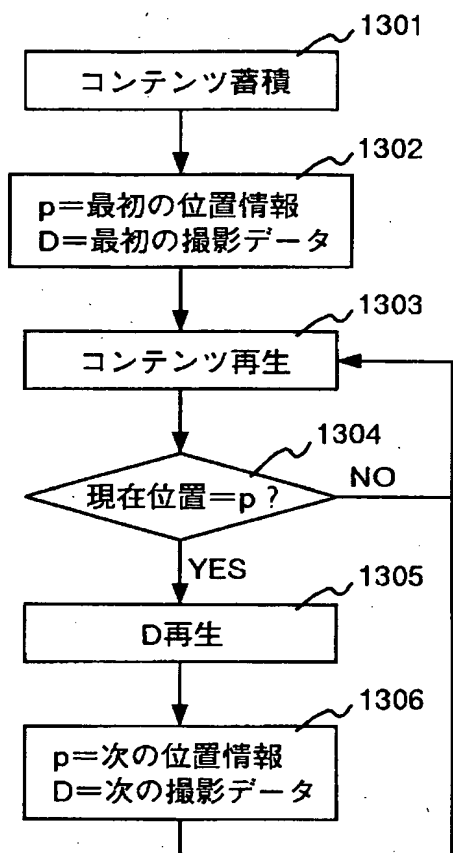 1301
コンテンツ蓄積
1302
p=最初の位置情報
D=最初の撮影データ
1303
コンテンツ再生
1304
現在位置=p?
NO
YES
1305
D再生
1306
p=次の位置情報
D=次の撮影データ